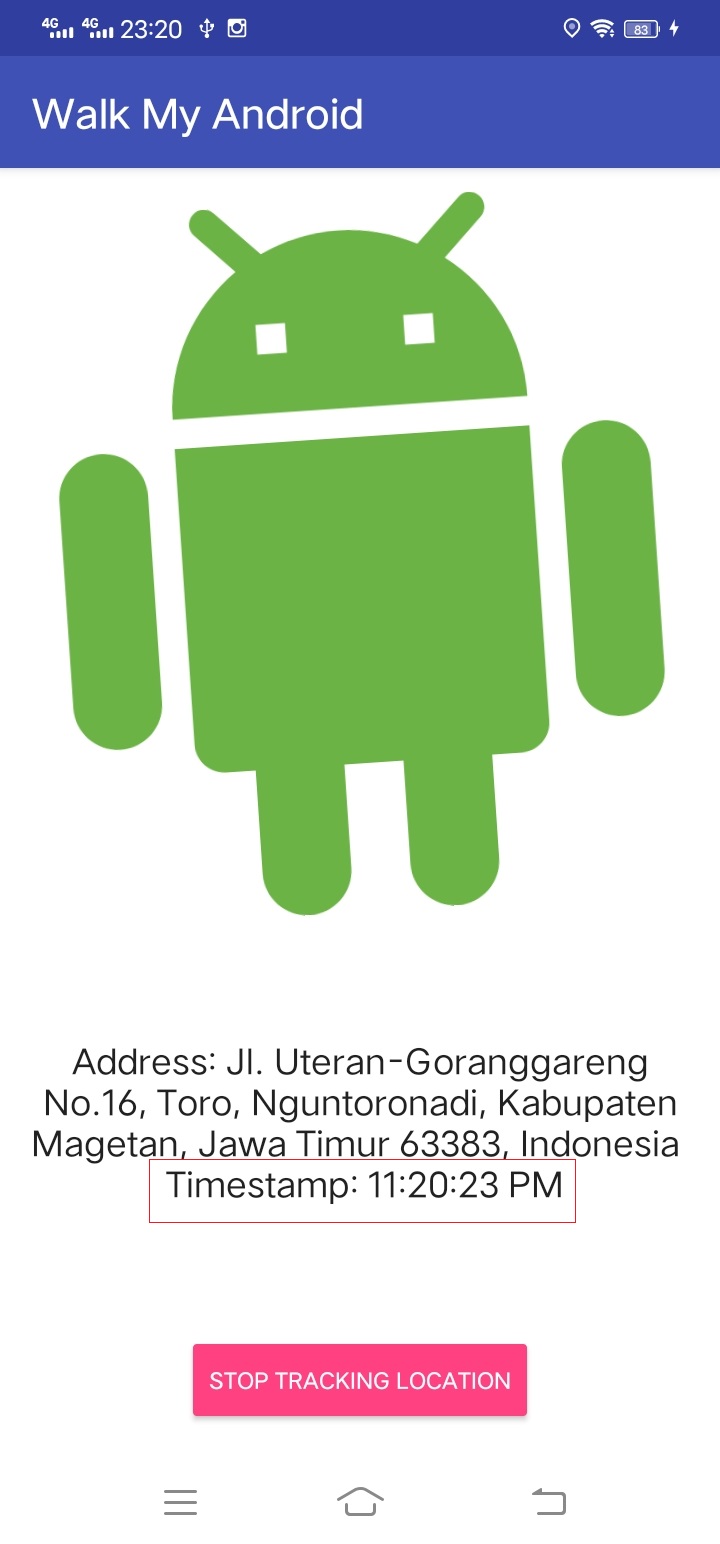 4G 4G 23:20 83
Walk My Android
Address: Jl. Uteran-Goranggareng
No.16, Toro, Nguntoronadi, Kabupaten
Magetan, Jawa Timur 63383, Indonesia
Timestamp: 11:20:23 PM
STOP TRACKING LOCATION